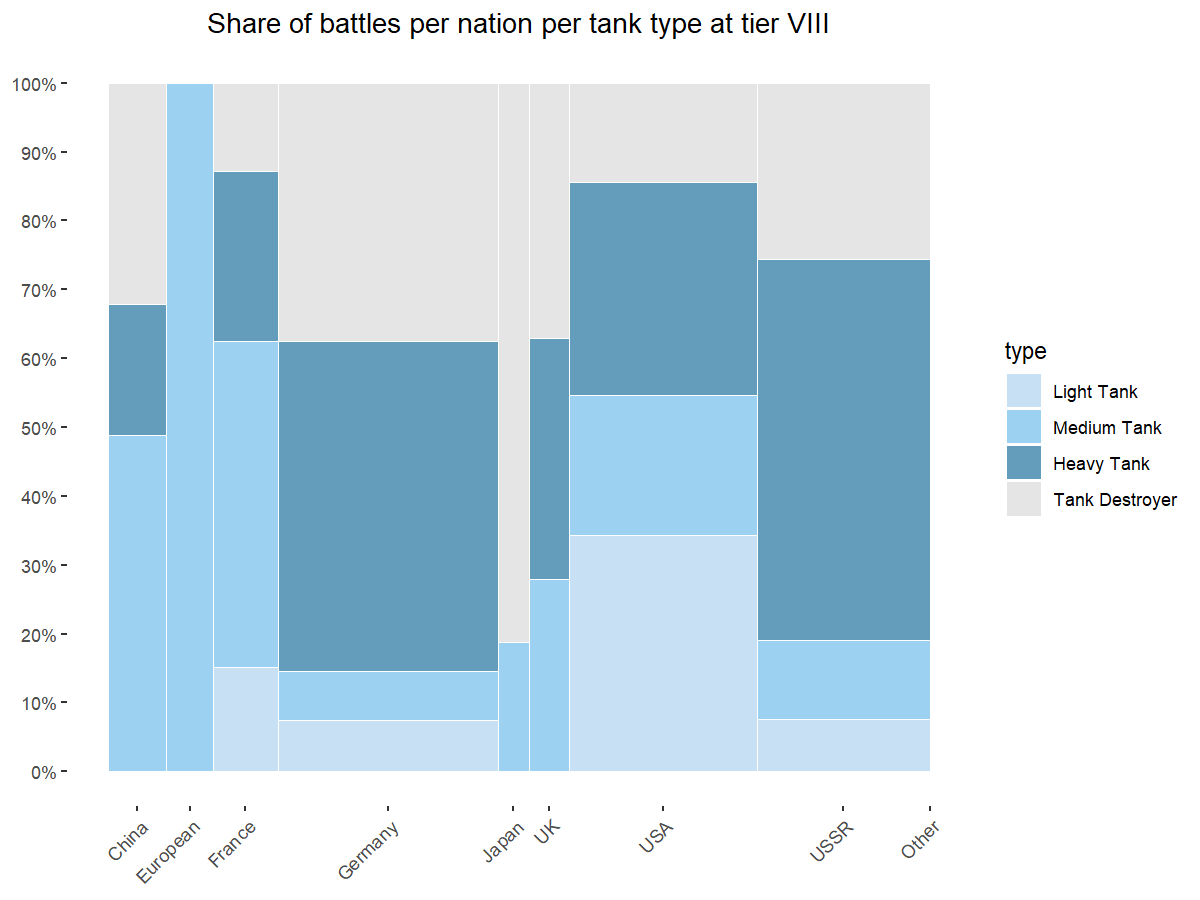 Share of battles per nation per tank type at tier VIII
100%
90%
80%
70%
60%
50%
40%
30%
20%
10%
0%
China
European
France
Germany
Japan
UK
USA
USSR
Other
type
Light Tank
Medium Tank
Heavy Tank
Tank Destroyer